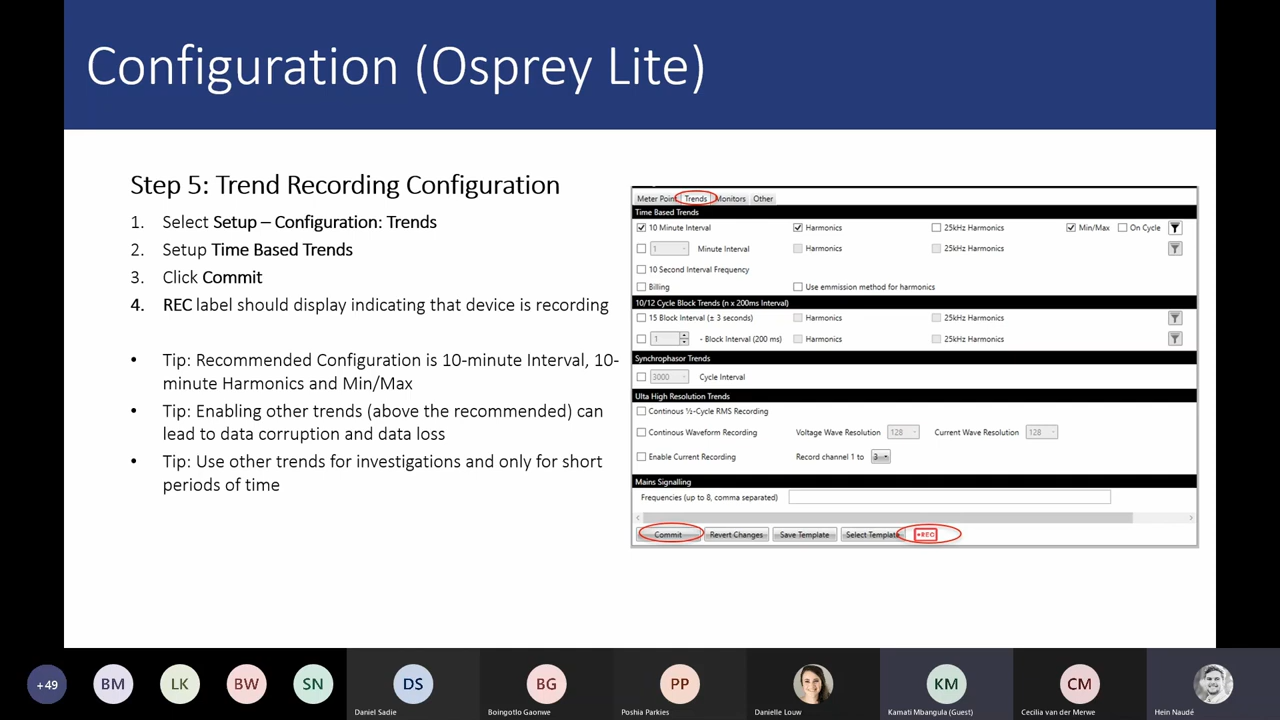 Configuration (Osprey Lite)
Step 5: Trend Recording Configuration
1. Select Setup – Configuration: Trends
2. Setup Time Based Trends
3. Click Commit
4. REC label should display indicating that device is recording
• Tip: Recommended Configuration is 10-minute Interval, 10-
minute Harmonics and Min/Max
• Tip: Enabling other trends (above the recommended) can
lead to data corruption and data loss
• Tip: Use other trends for investigations and only for short
periods of time
Meter Point Trends Monitors Other
Time Based Trends
10 Minute Interval Harmonics 25kHz Harmonics Min/Max On Cycle
1 Minute Interval Harmonics 25kHz Harmonics
10 Second Interval Frequency
Billing Use emmission method for harmonics
10/12 Cycle Block Trends (n x 200ms Interval)
15 Block Interval (± 3 seconds) Harmonics 25kHz Harmonics
1 - Block Interval (200 ms) Harmonics 25kHz Harmonics
Synchrophasor Trends
3000 Cycle Interval
Ulta High Resolution Trends
Continous ½-Cycle RMS Recording
Continous Waveform Recording Voltage Wave Resolution 128 Current Wave Resolution 128
Enable Current Recording Record channel 1 to 3
Mains Signalling
Frequencies (up to 8, comma separated)
Commit Revert Changes Save Template Select Template REC
+49 BM LK BW SN DS BG PP KM CM
Daniel Sadie Boingotlo Gaonwe Poshia Parkies Danielle Louw Kamati Mbangula (Guest) Cecilia van der Merwe Hein Naudé